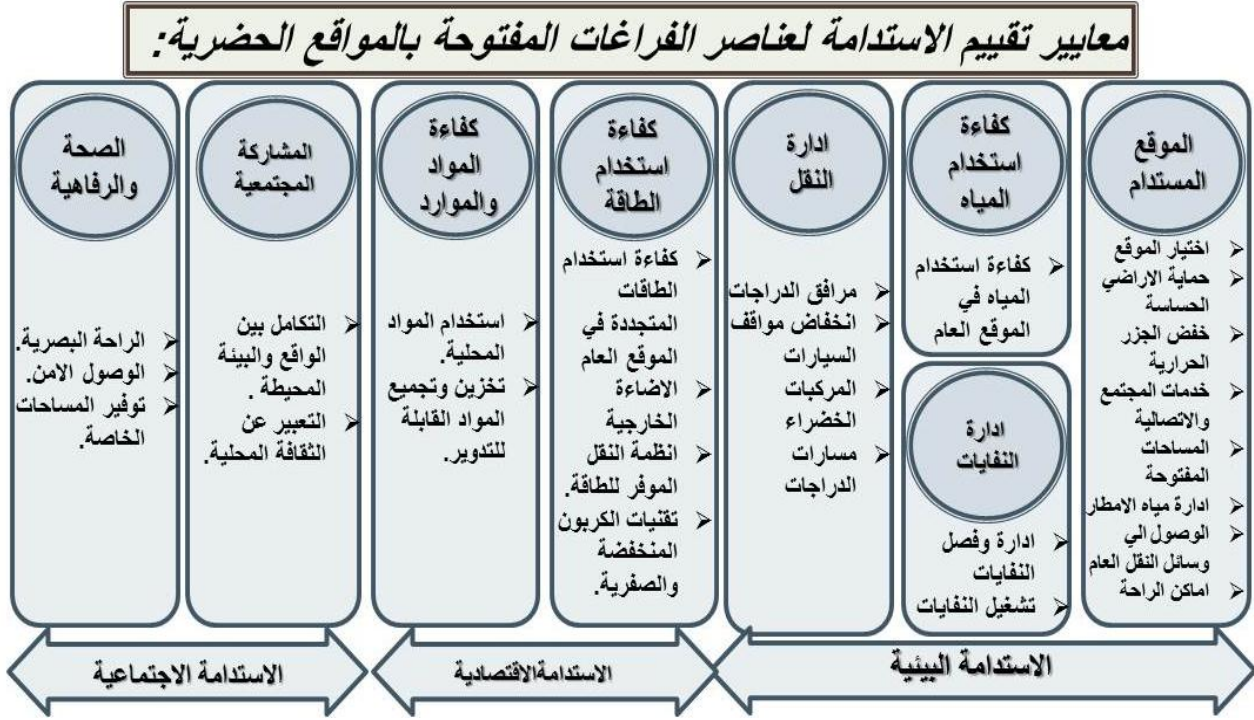 معايير تقييم الاستدامة لعناصر الفراغات المفتوحة بالمواقع الحضرية:
الموقع
المستدام
اختيار الموقع
حماية الاراضي
الحساسة
خفض الجزر
الحرارية
خدمات المجتمع
والاتصالية
المساحات
المفتوحة
ادارة مياه الامطار
الوصول الي
وسائل النقل العام
اماكن الراحة
كفاءة
استخدام
المياه
كفاءة استخدام
المياه في
الموقع العام
ادارة
النفايات
ادارة وفصل
النفايات
تشغيل النفايات
ادارة
النقل
مرافق الدراجات
انخفاض مواقف
السيارات
المركبات
الخضراء
مسارات
الدراجات
كفاءة
استخدام
الطاقة
كفاءة استخدام
الطاقات
المتجددة في
الموقع العام
الاضاءة
الخارجية
انظمة النقل
الموفر للطاقة.
تقنيات الكربون
المنخفضة
والصفرية.
كفاءة
المواد
والموارد
استخدام المواد
المحلية.
تخزين وتجميع
المواد القابلة
للتدوير.
المشاركة
المجتمعية
التكامل بين
الواقع والبيئة
المحيطة .
التعبير عن
الثقافة المحلية.
الصحة
والرفاهية
الراحة البصرية.
الوصول الامن.
توفير المساحات
الخاصة.
الاستدامة البيئية
الاستدامةالاقتصادية
الاستدامة الاجتماعية